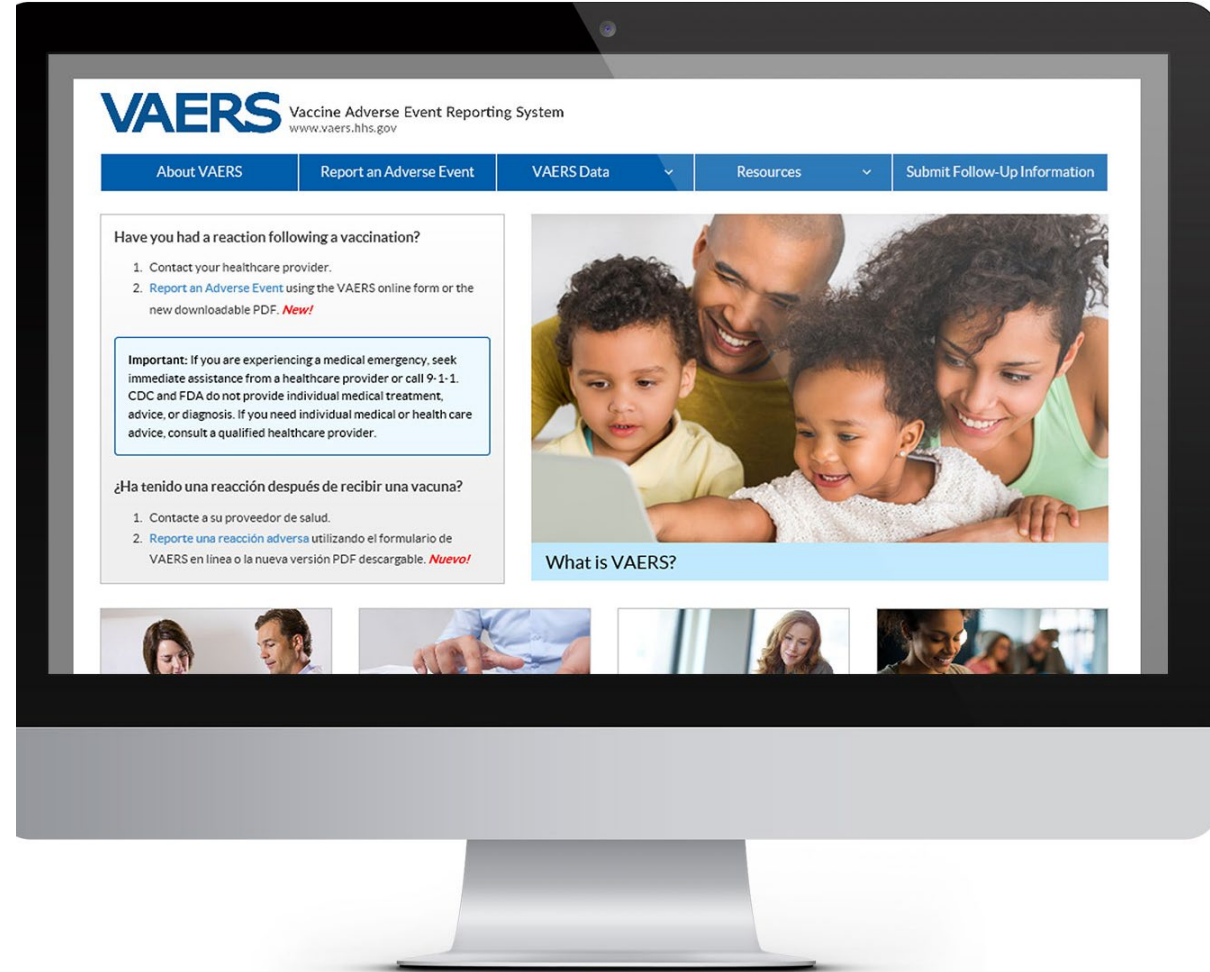 VAERS
Vaccine Adverse Event Reporting System
www.vaers.hhs.gov
About VAERS
Report an Adverse Event
VAERS Data
Resources
Submit Follow-Up Information
Have you had a reaction following a vaccination?
1. Contact your healthcare provider.
2. Report an Adverse Event using the VAERS online form or the
new downloadable PDF. New!
Important: If you are experiencing a medical emergency, seek
immediate assistance from a healthcare provider or call 9-1-1.
CDC and FDA do not provide individual medical treatment,
advice, or diagnosis. If you need individual medical or health care
advice, consult a qualified healthcare provider.
¿Ha tenido una reacción después de recibir una vacuna?
1. Contacte a su proveedor de salud.
2. Reporte una reacción adversa utilizando el formulario de
VAERS en línea o la nueva versión PDF descargable. Nuevo!
What is VAERS?